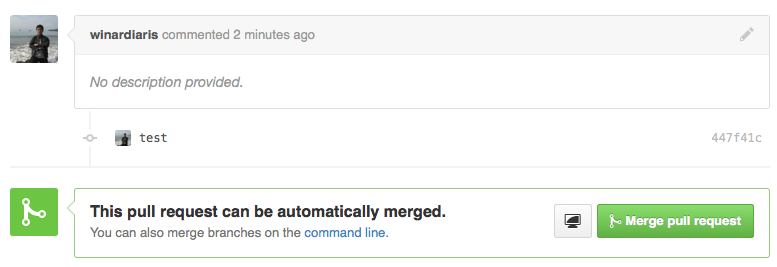 winardiaris commented 2 minutes ago
No description provided.
test 447f41c
This pull request can be automatically merged.
You can also merge branches on the command line.
Merge pull request